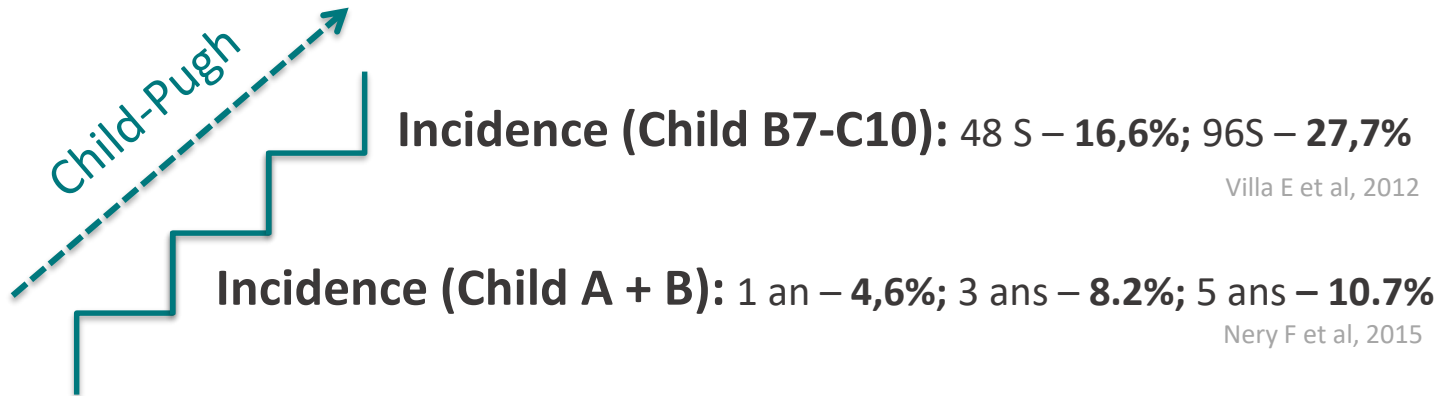 Child-Pugh
Incidence (Child B7-C10): 48 S – 16,6%; 96S – 27,7%
Villa E et al, 2012
Incidence (Child A + B): 1 an – 4,6%; 3 ans – 8.2%; 5 ans – 10.7%
Nery F et al, 2015